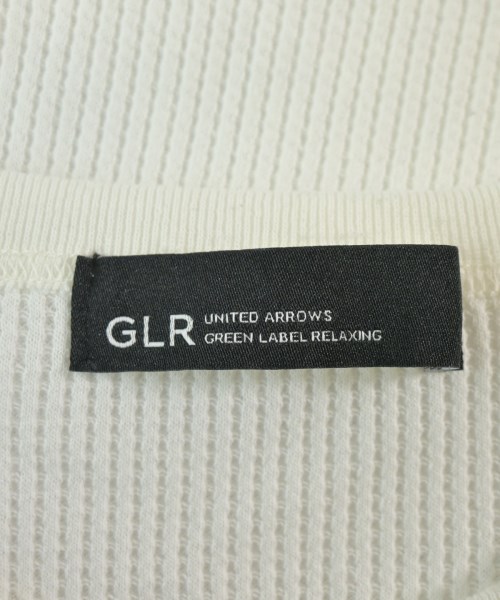 GLR
UNITED ARROWS
GREEN LABEL RELAXING